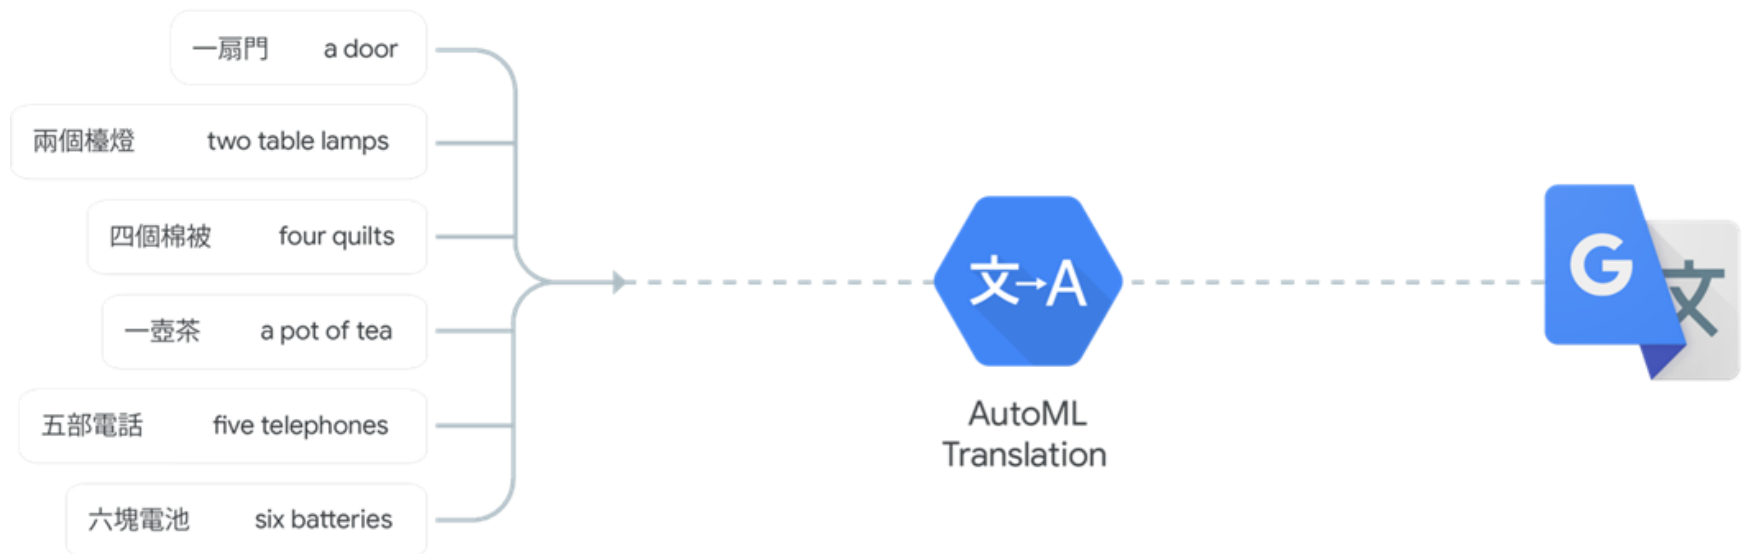 一扇門 a door
兩個檯燈 two table lamps
四個棉被 four quilts
一壺茶 a pot of tea
五部電話 five telephones
六塊電池 six batteries
文→A
AutoML
Translation
G 文